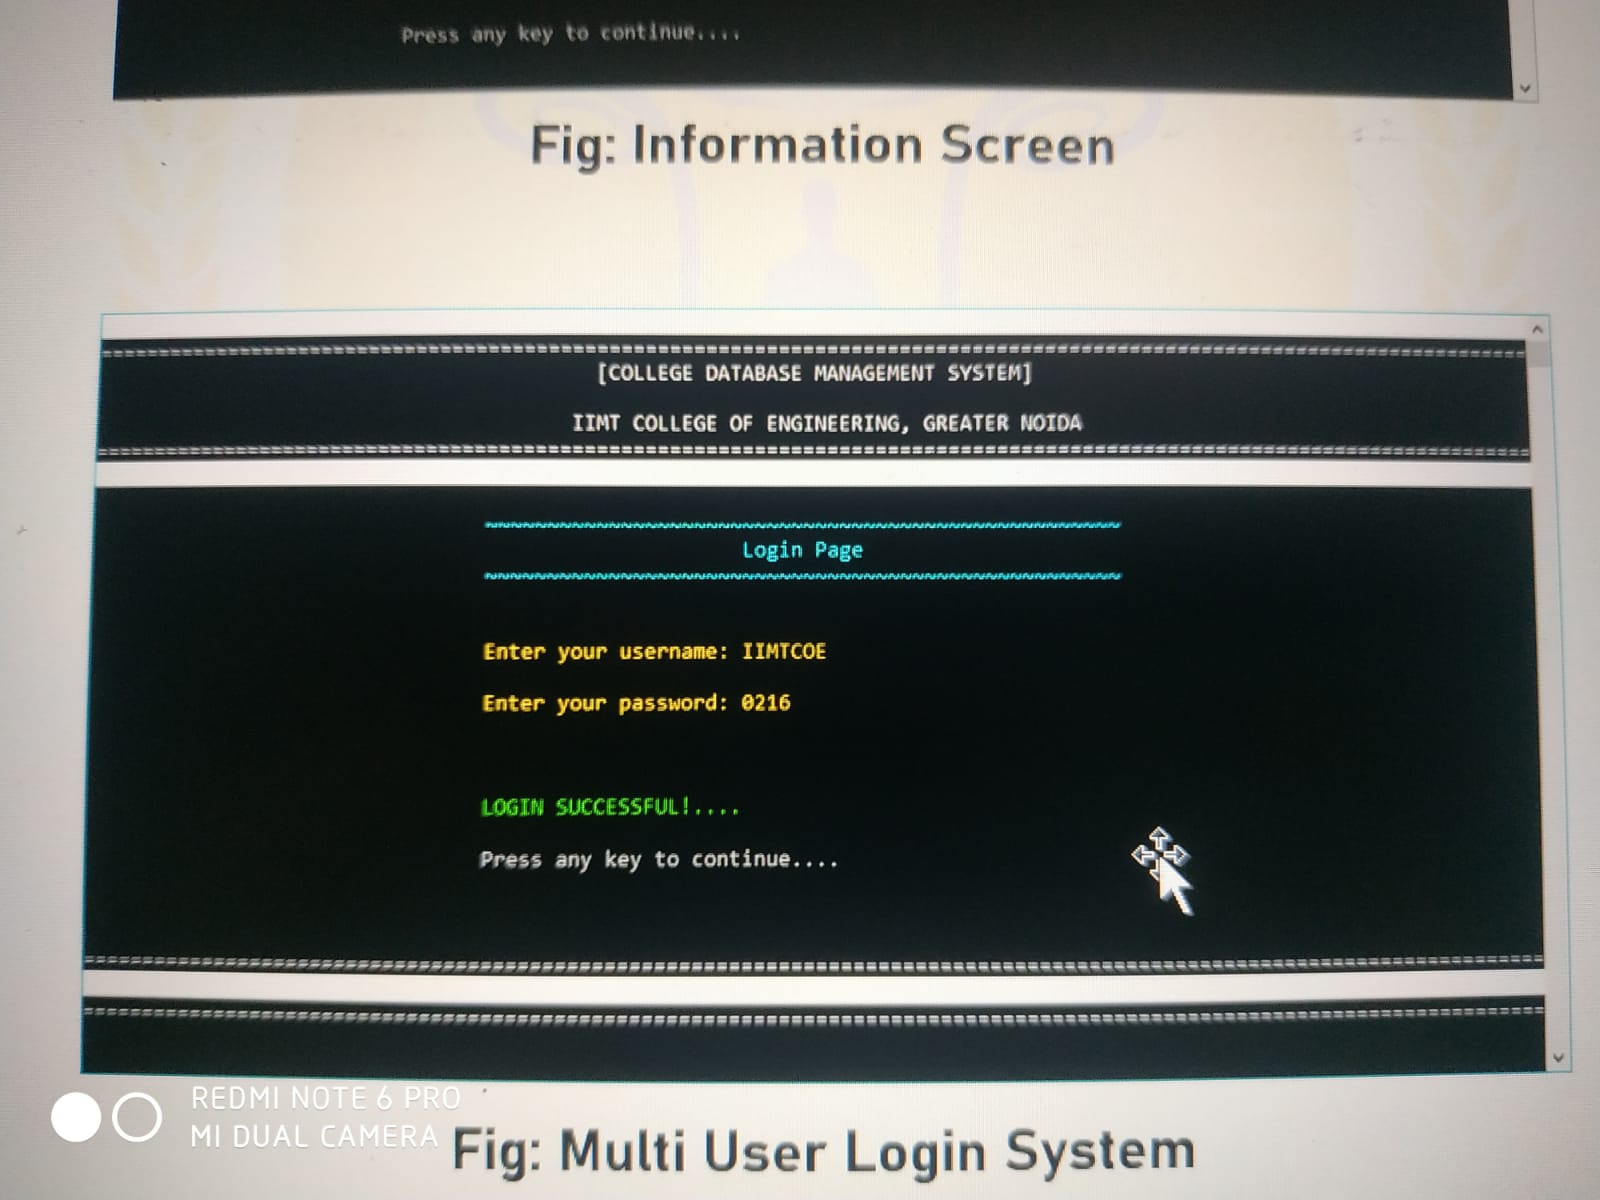 Press any key to continue....
Fig: Information Screen
[COLLEGE DATABASE MANAGEMENT SYSTEM]
IIMT COLLEGE OF ENGINEERING, GREATER NOIDA
Login Page
Enter your username: IIMTCOE
Enter your password: 0216
LOGIN SUCCESSFUL!....
Press any key to continue....
REDMI NOTE 6 PRO
MI DUAL CAMERA
Fig: Multi User Login System